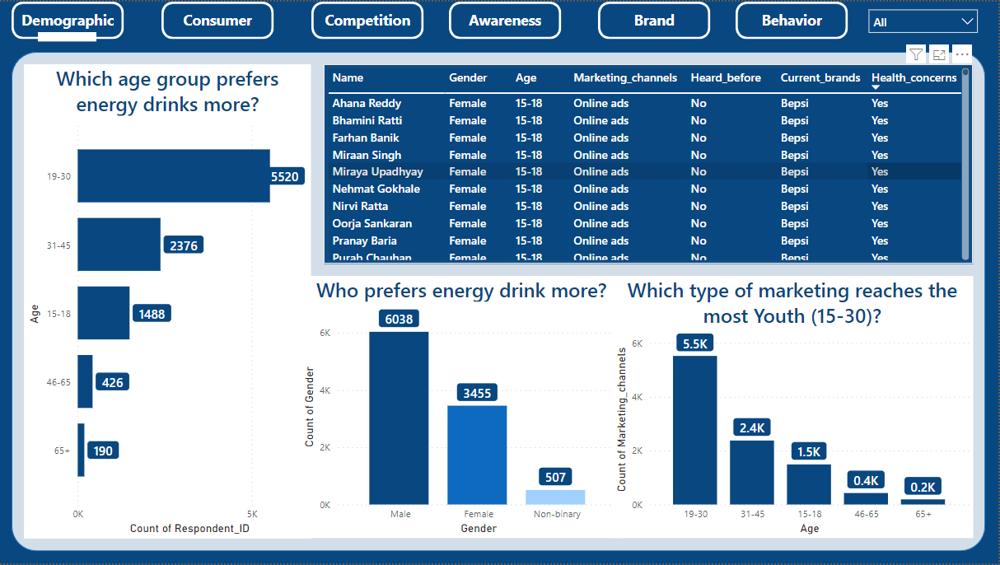 Demographic Consumer Competition Awareness Brand Behavior All
Which age group prefers
energy drinks more?
19-30 5520
31-45 2376
15-18 1488
46-65 426
65+ 190
0K 5K
Age
Count of Respondent_ID
Name Gender Age Marketing_channels Heard_before Current_brands Health_concerns
Ahana Reddy Female 15-18 Online ads No Bepsi Yes
Bhamini Ratti Female 15-18 Online ads No Bepsi Yes
Farhan Banik Female 15-18 Online ads No Bepsi Yes
Miraan Singh Female 15-18 Online ads No Bepsi Yes
Miraya Upadhyay Female 15-18 Online ads No Bepsi Yes
Nehmat Gokhale Female 15-18 Online ads No Bepsi Yes
Nirvi Ratta Female 15-18 Online ads No Bepsi Yes
Oorja Sankaran Female 15-18 Online ads No Bepsi Yes
Pranay Baria Female 15-18 Online ads No Bepsi Yes
Purab Chauhan Female 15-18 Online ads No Bepsi Yes
Who prefers energy drink more?
6038
3455
507
6K
4K
2K
0K
Count of Gender
Male Female Non-binary
Gender
Which type of marketing reaches the
most Youth (15-30)?
5.5K
2.4K
1.5K
0.4K
0.2K
6K
4K
2K
0K
Count of Marketing_channels
19-30 31-45 15-18 46-65 65+
Age